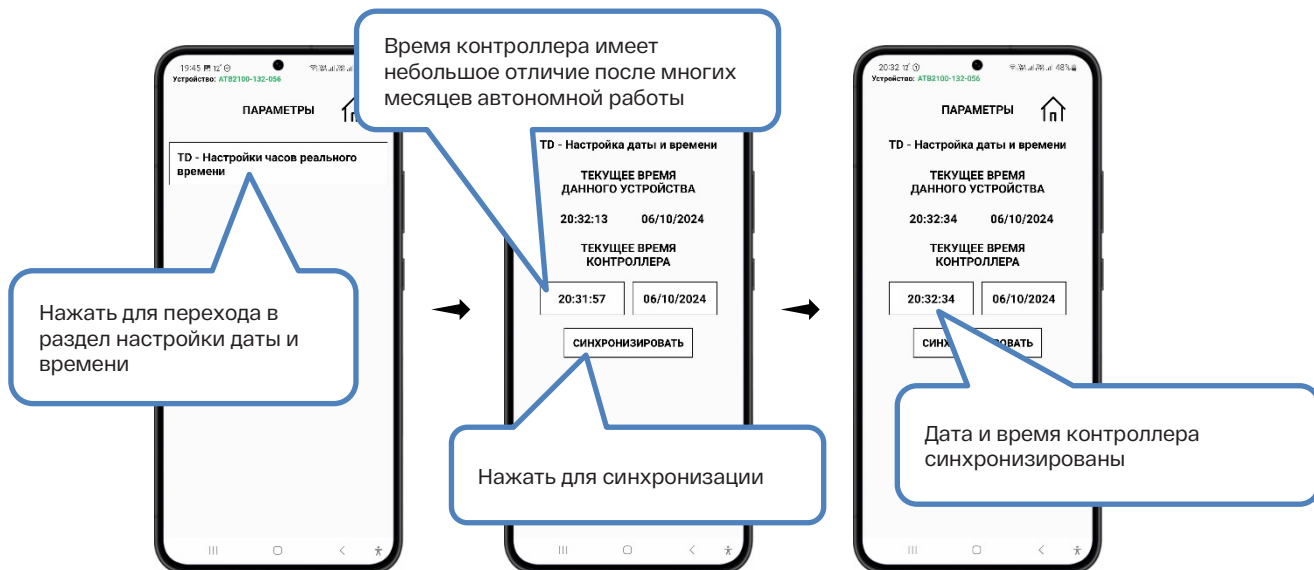 19:45
Устройство: ATB2100-132-056
ПАРАМЕТРЫ
TD - Настройки часов реального
времени
Нажать для перехода в
раздел настройки даты и
времени
Время контроллера имеет
небольшое отличие после многих
месяцев автономной работы
TD - Настройка даты и времени
ТЕКУЩЕЕ ВРЕМЯ
ДАННОГО УСТРОЙСТВА
20:32:13 06/10/2024
ТЕКУЩЕЕ ВРЕМЯ
КОНТРОЛЛЕРА
20:31:57 06/10/2024
СИНХРОНИЗИРОВАТЬ
Нажать для синхронизации
20:32 48%
Устройство: ATB2100-132-056
ПАРАМЕТРЫ
TD - Настройка даты и времени
ТЕКУЩЕЕ ВРЕМЯ
ДАННОГО УСТРОЙСТВА
20:32:34 06/10/2024
ТЕКУЩЕЕ ВРЕМЯ
КОНТРОЛЛЕРА
20:32:34 06/10/2024
СИНХ ОВАТЬ
Дата и время контроллера
синхронизированы